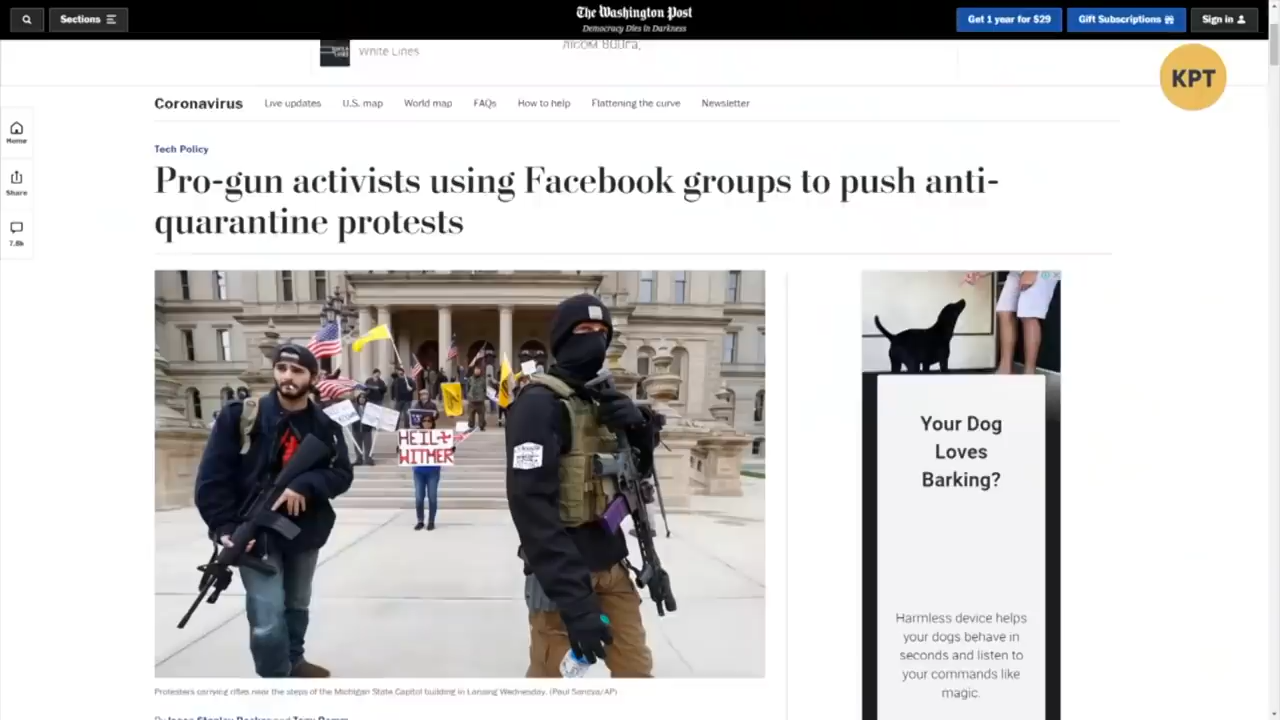 Sections
The Washington Post
Democracy Dies in Darkness
Get 1 year for $29
Gift Subscriptions
Sign in
White Lines
KPT
Coronavirus
Live updates
U.S. map
World map
FAQs
How to help
Flattening the curve
Newsletter
Home
Share
7.8k
Tech Policy
Pro-gun activists using Facebook groups to push anti-
quarantine protests
HEIL
WITMER
Your Dog
Loves
Barking?
Harmless device helps
your dogs behave in
seconds and listen to
your commands like
magic.
Protesters carrying rifles near the steps of the Michigan State Capitol building in Lansing Wednesday. (Paul Sancya/AP)